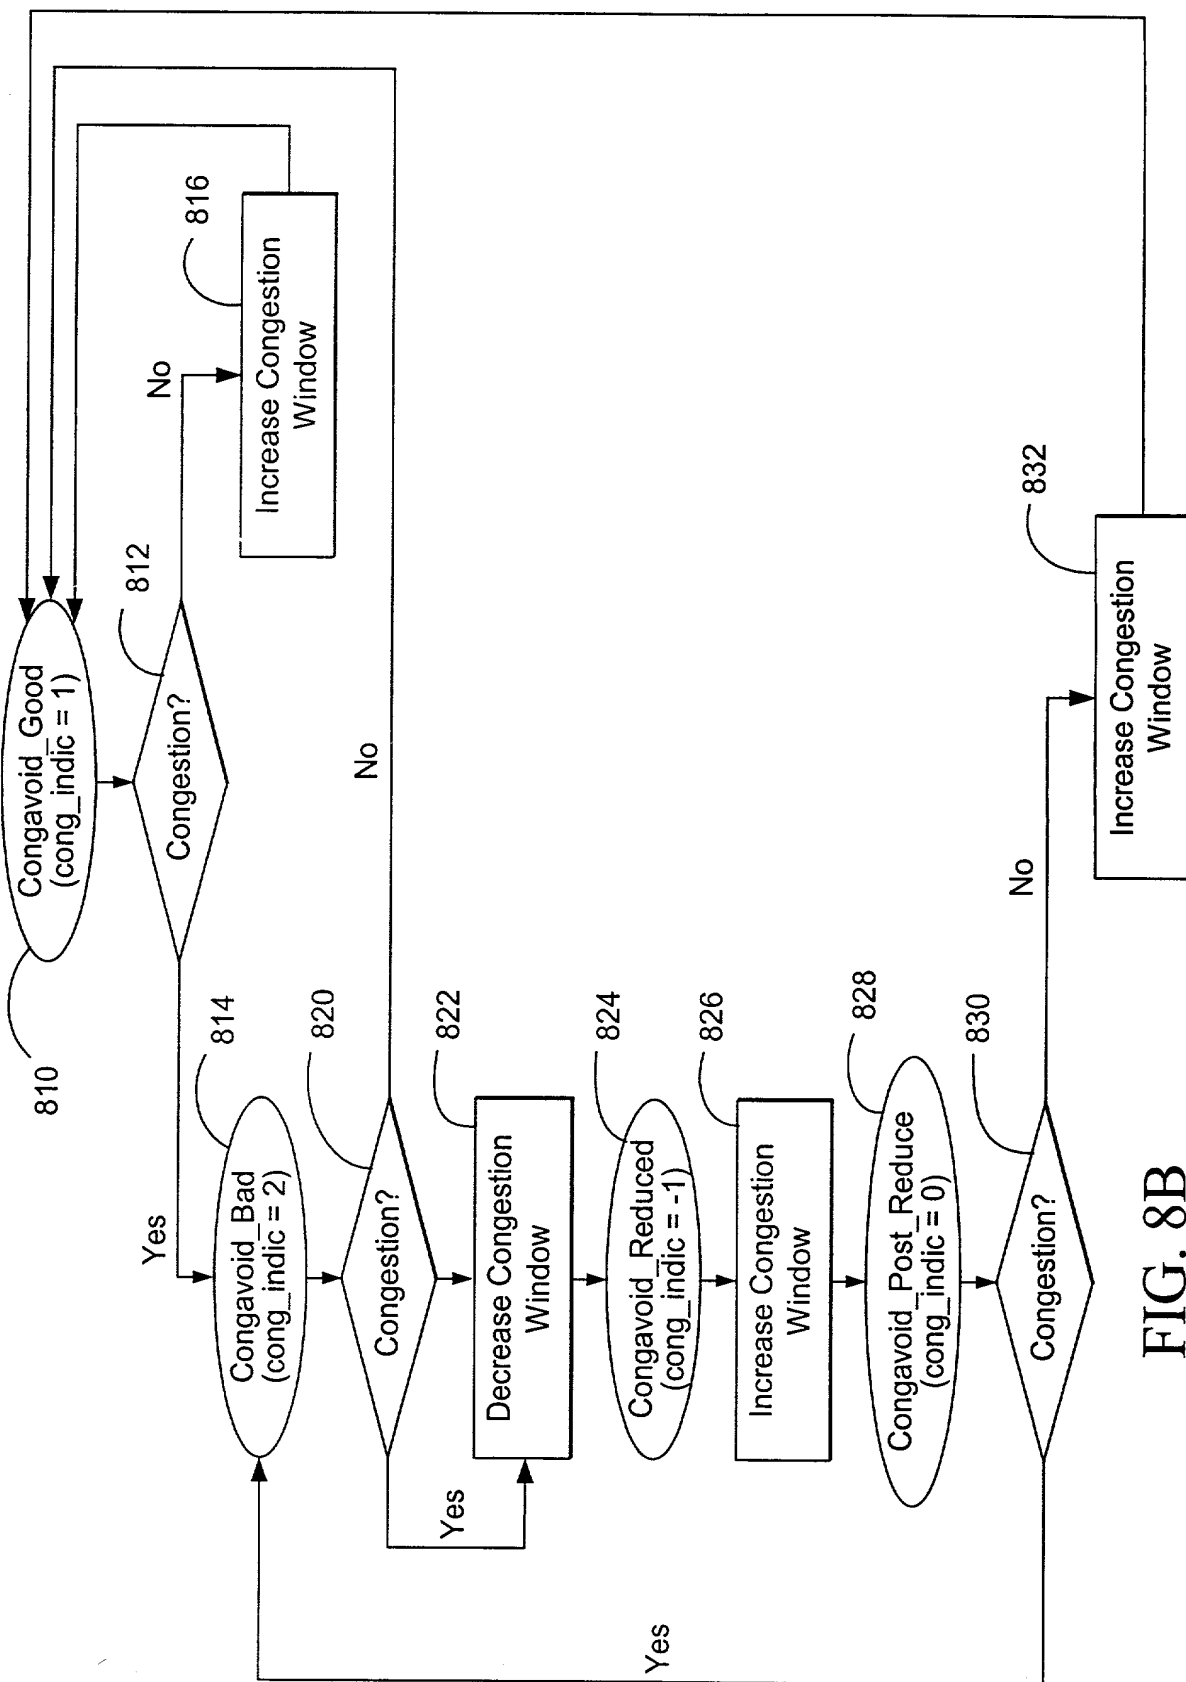 Congavoid_Good
(cong_indic = 1)
810
Congestion?
812
Yes
No
Increase Congestion
Window
816
Congavoid_Bad
(cong_indic = 2)
814
Congestion?
820
No
Yes
Decrease Congestion
Window
822
Congavoid_Reduced
(cong_indic = -1)
824
Increase Congestion
Window
826
Congavoid_Post_Reduce
(cong_indic = 0)
828
Congestion?
830
Yes
No
Increase Congestion
Window
832
FIG. 8B